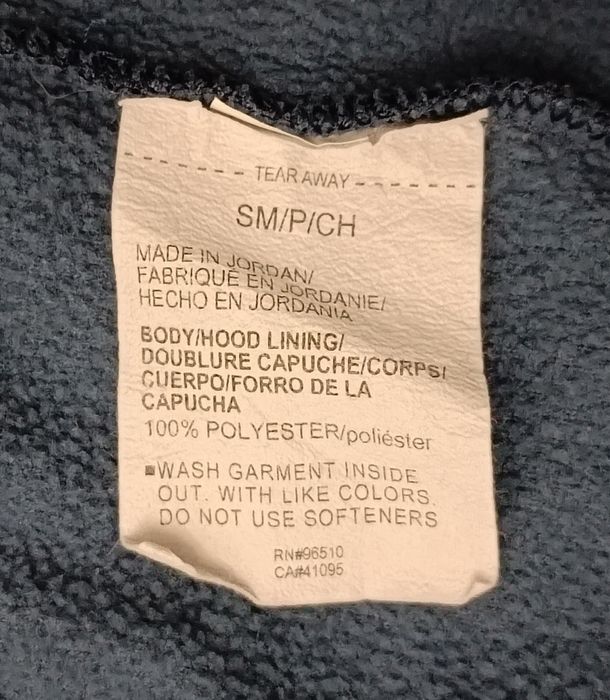 TEAR AWAY
SM/P/CH
MADE IN JORDAN/
FABRIQUÉ EN JORDANIE/
HECHO EN JORDANIA
BODY/HOOD LINING/
DOUBLURE CAPUCHE/CORPS/
CUERPO/FORRO DE LA
CAPUCHA
100% POLYESTER/poliéster
▪WASH GARMENT INSIDE
OUT. WITH LIKE COLORS.
DO NOT USE SOFTENERS
RN#96510
CA#41095